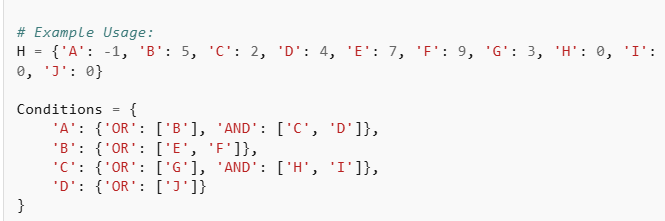 # Example Usage:
H = {'A': -1, 'B': 5, 'C': 2, 'D': 4, 'E': 7, 'F': 9, 'G': 3, 'H': 0, 'I':
0, 'J': 0}
Conditions = {
    'A': {'OR': ['B'], 'AND': ['C', 'D']},
    'B': {'OR': ['E', 'F']},
    'C': {'OR': ['G'], 'AND': ['H', 'I']},
    'D': {'OR': ['J']}
}